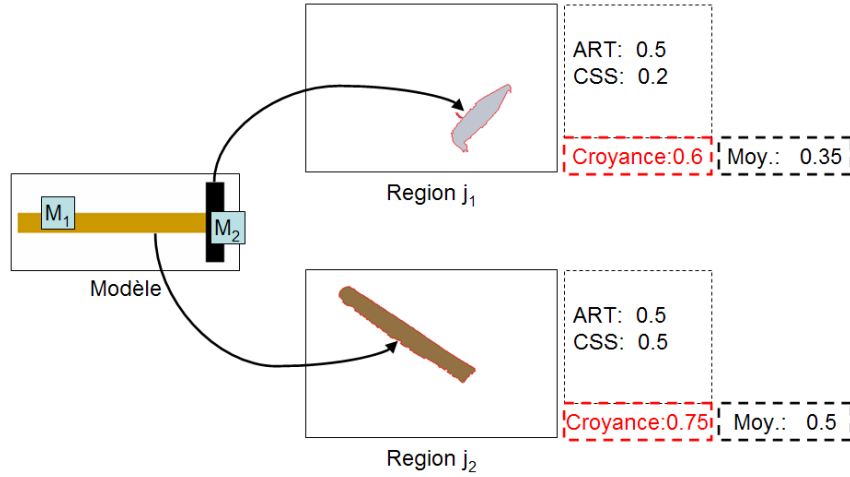 ART: 0.5
CSS: 0.2
Croyance:0.6
Moy.: 0.35
Region j₁
M₁
M₂
Modèle
ART: 0.5
CSS: 0.5
Croyance:0.75
Moy.: 0.5
Region j₂